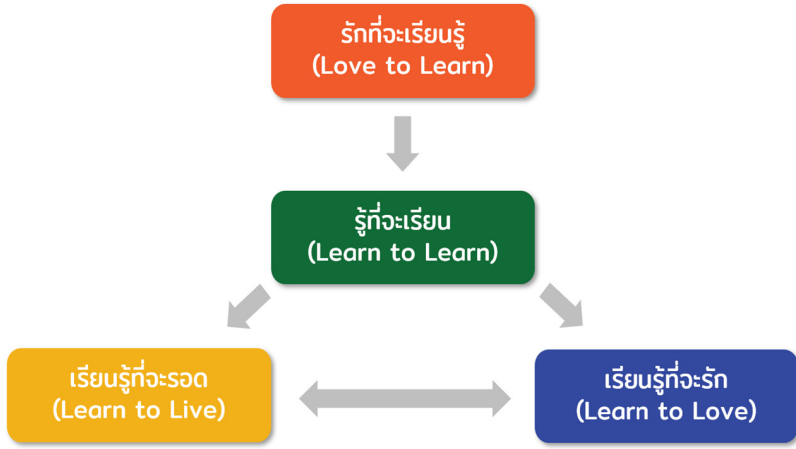 รักที่จะเรียนรู้
(Love to Learn)
รู้ที่จะเรียน
(Learn to Learn)
เรียนรู้ที่จะรอด
(Learn to Live)
เรียนรู้ที่จะรัก
(Learn to Love)